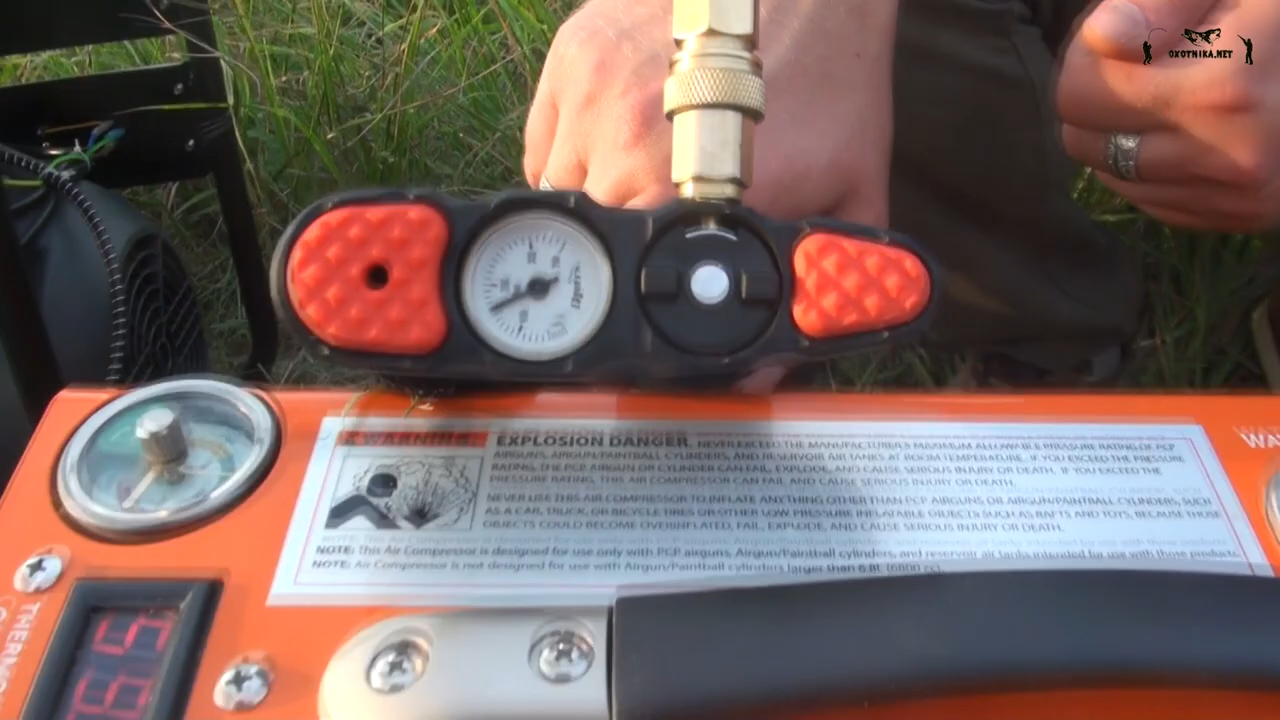 OXOTNIKA.NET
WARNING
EXPLOSION DANGER. NEVER EXCEED THE MANUFACTURER'S MAXIMUM ALLOWABLE PRESSURE RATING OF PCP
AIRGUNS, AIRGUN/PAINTBALL CYLINDERS, AND RESERVOIR AIR TANKS AT ROOM TEMPERATURE. IF YOU EXCEED THE PRESSURE
RATING, THE PCP AIRGUN OR CYLINDER CAN FAIL, EXPLODE, AND CAUSE SERIOUS INJURY OR DEATH. IF YOU EXCEED THE
PRESSURE RATING, THIS AIR COMPRESSOR CAN FAIL AND CAUSE SERIOUS INJURY OR DEATH.
NEVER USE THIS AIR COMPRESSOR TO INFLATE ANYTHING OTHER THAN PCP AIRGUNS OR AIRGUN/PAINTBALL CYLINDERS, SUCH
AS A CAR, TRUCK, OR BICYCLE TIRES OR OTHER LOW PRESSURE INFLATABLE OBJECTS SUCH AS RAFTS AND TOYS, BECAUSE THOSE
OBJECTS COULD BECOME OVERINFLATED, FAIL, EXPLODE, AND CAUSE SERIOUS INJURY OR DEATH.
NOTE: This Air Compressor is designed for use only with PCP airguns, Airgun/Paintball cylinders, and reservoir air tanks intended for use with those products.
NOTE: Air Compressor is not designed for use with Airgun/Paintball cylinders larger than 6.8L (6800 cc).